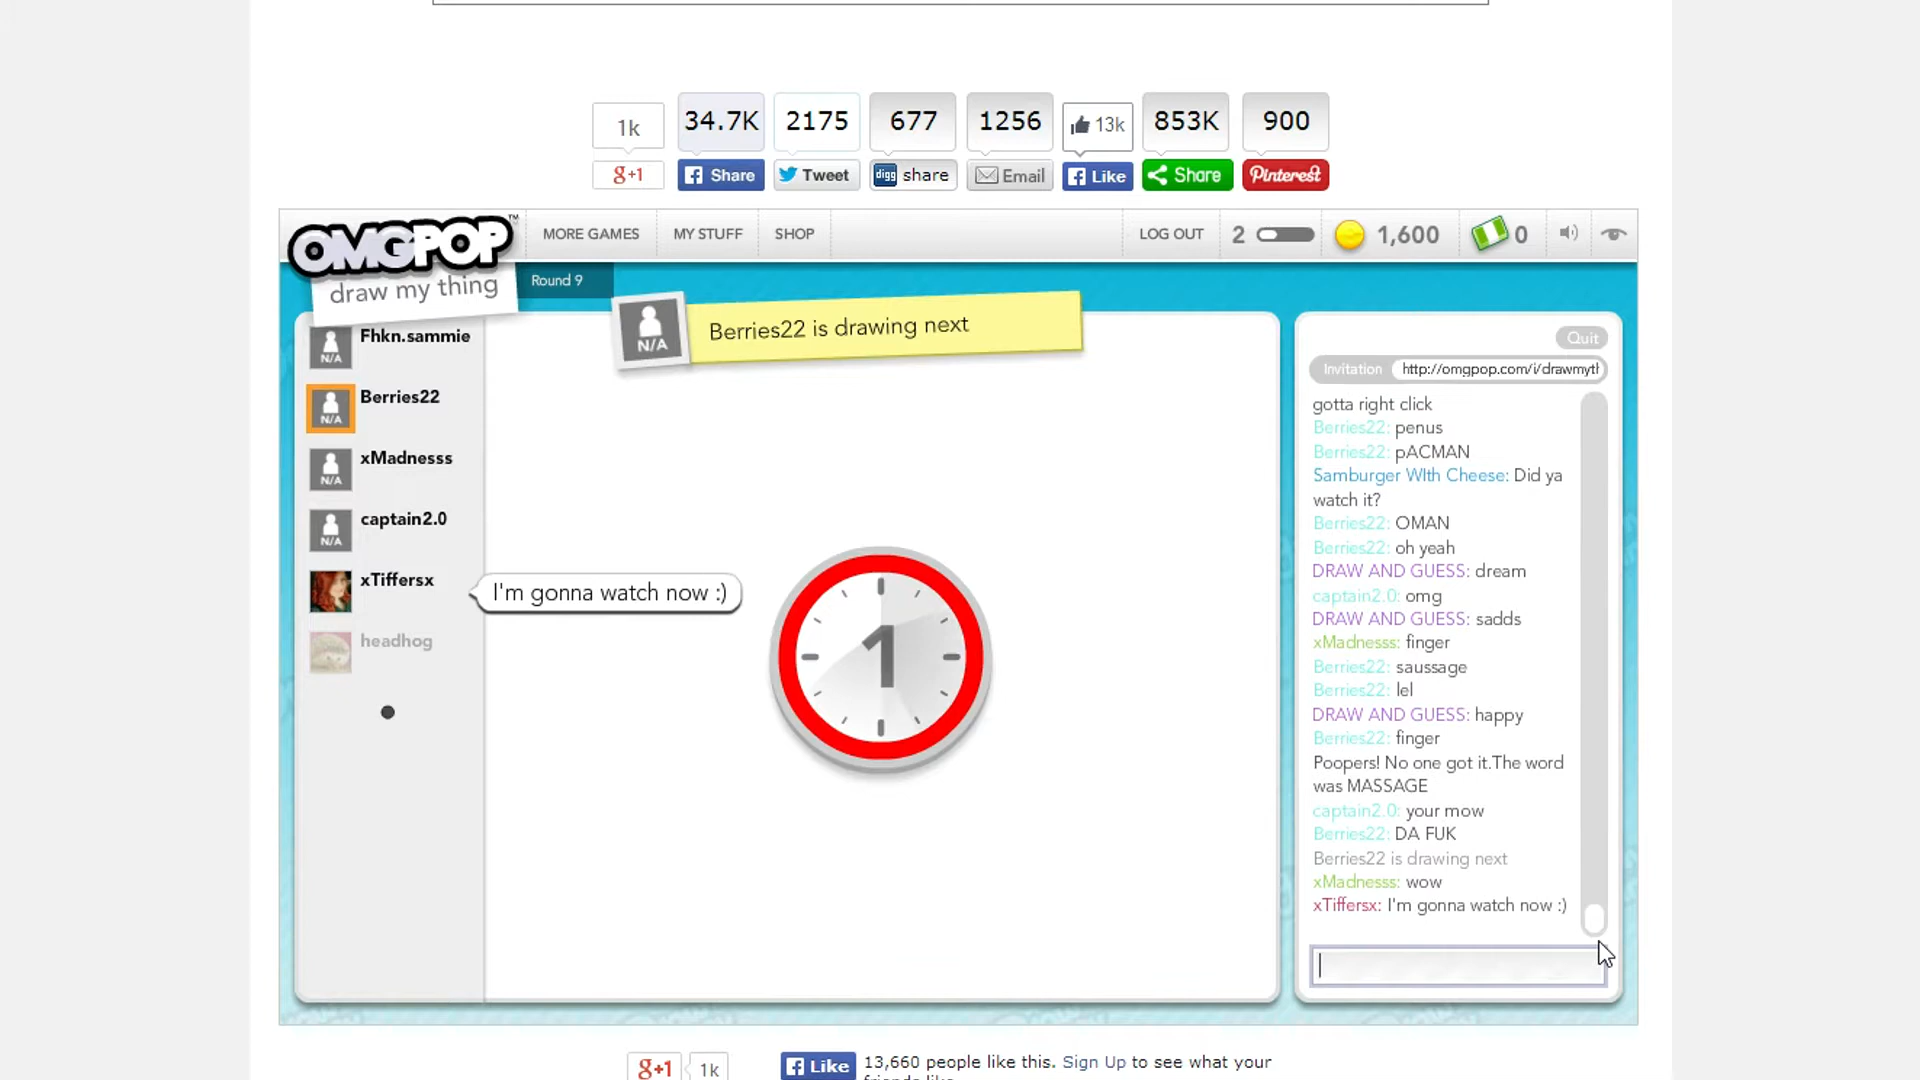 1k
34.7K
2175
677
1256
13k
853K
900
g+1
Share
Tweet
digg share
Email
Like
Share
Pinterest
OMGPOP™
draw my thing
MORE GAMES
MY STUFF
SHOP
LOG OUT
2
1,600
0
Round 9
N/A
Berries22 is drawing next
N/A
Fhkn.sammie
N/A
Berries22
N/A
xMadnesss
N/A
captain2.0
xTiffersx
I'm gonna watch now :)
headhog
1
Quit
Invitation
http://omgpop.com/i/drawmyth
gotta right click
Berries22: penus
Berries22: pACMAN
Samburger WIth Cheese: Did ya
watch it?
Berries22: OMAN
Berries22: oh yeah
DRAW AND GUESS: dream
captain2.0: omg
DRAW AND GUESS: sadds
xMadnesss: finger
Berries22: saussage
Berries22: lel
DRAW AND GUESS: happy
Berries22: finger
Poopers! No one got it.The word
was MASSAGE
captain2.0: your mow
Berries22: DA FUK
Berries22 is drawing next
xMadnesss: wow
xTiffersx: I'm gonna watch now :)
g+1
1k
Like
13,660 people like this. Sign Up to see what your